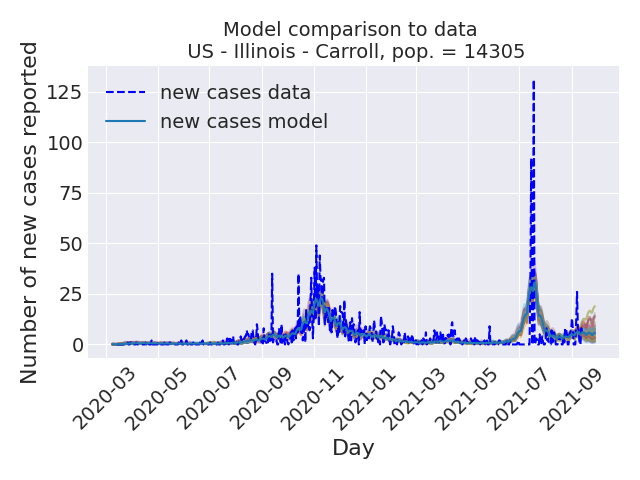 Model comparison to data
US - Illinois - Carroll, pop. = 14305
Number of new cases reported
125
100
75
50
25
0
new cases data
new cases model
2020-03
2020-05
2020-07
2020-09
2020-11
2021-01
2021-03
2021-05
2021-07
2021-09
Day